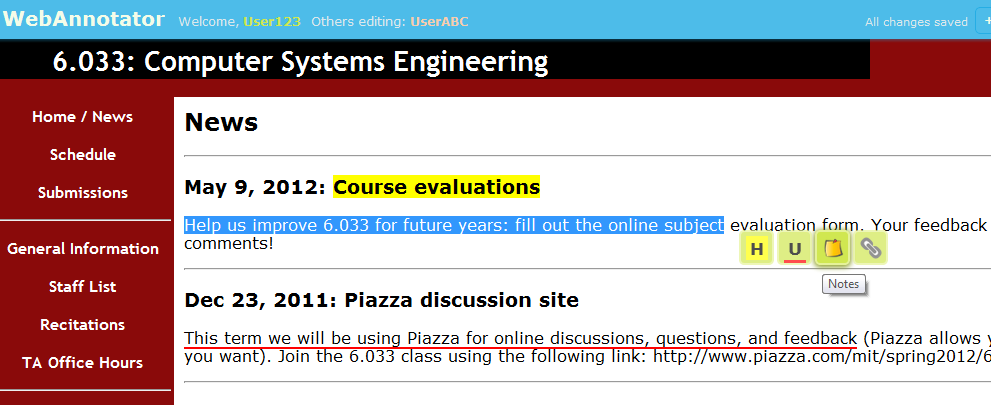 WebAnnotator Welcome, User123 Others editing: UserABC All changes saved +
6.033: Computer Systems Engineering
Home / News
Schedule
Submissions
General Information
Staff List
Recitations
TA Office Hours
News
May 9, 2012: Course evaluations
Help us improve 6.033 for future years: fill out the online subject evaluation form. Your feedback
comments!
H U
Notes
Dec 23, 2011: Piazza discussion site
This term we will be using Piazza for online discussions, questions, and feedback (Piazza allows
you want). Join the 6.033 class using the following link: http://www.piazza.com/mit/spring2012/6